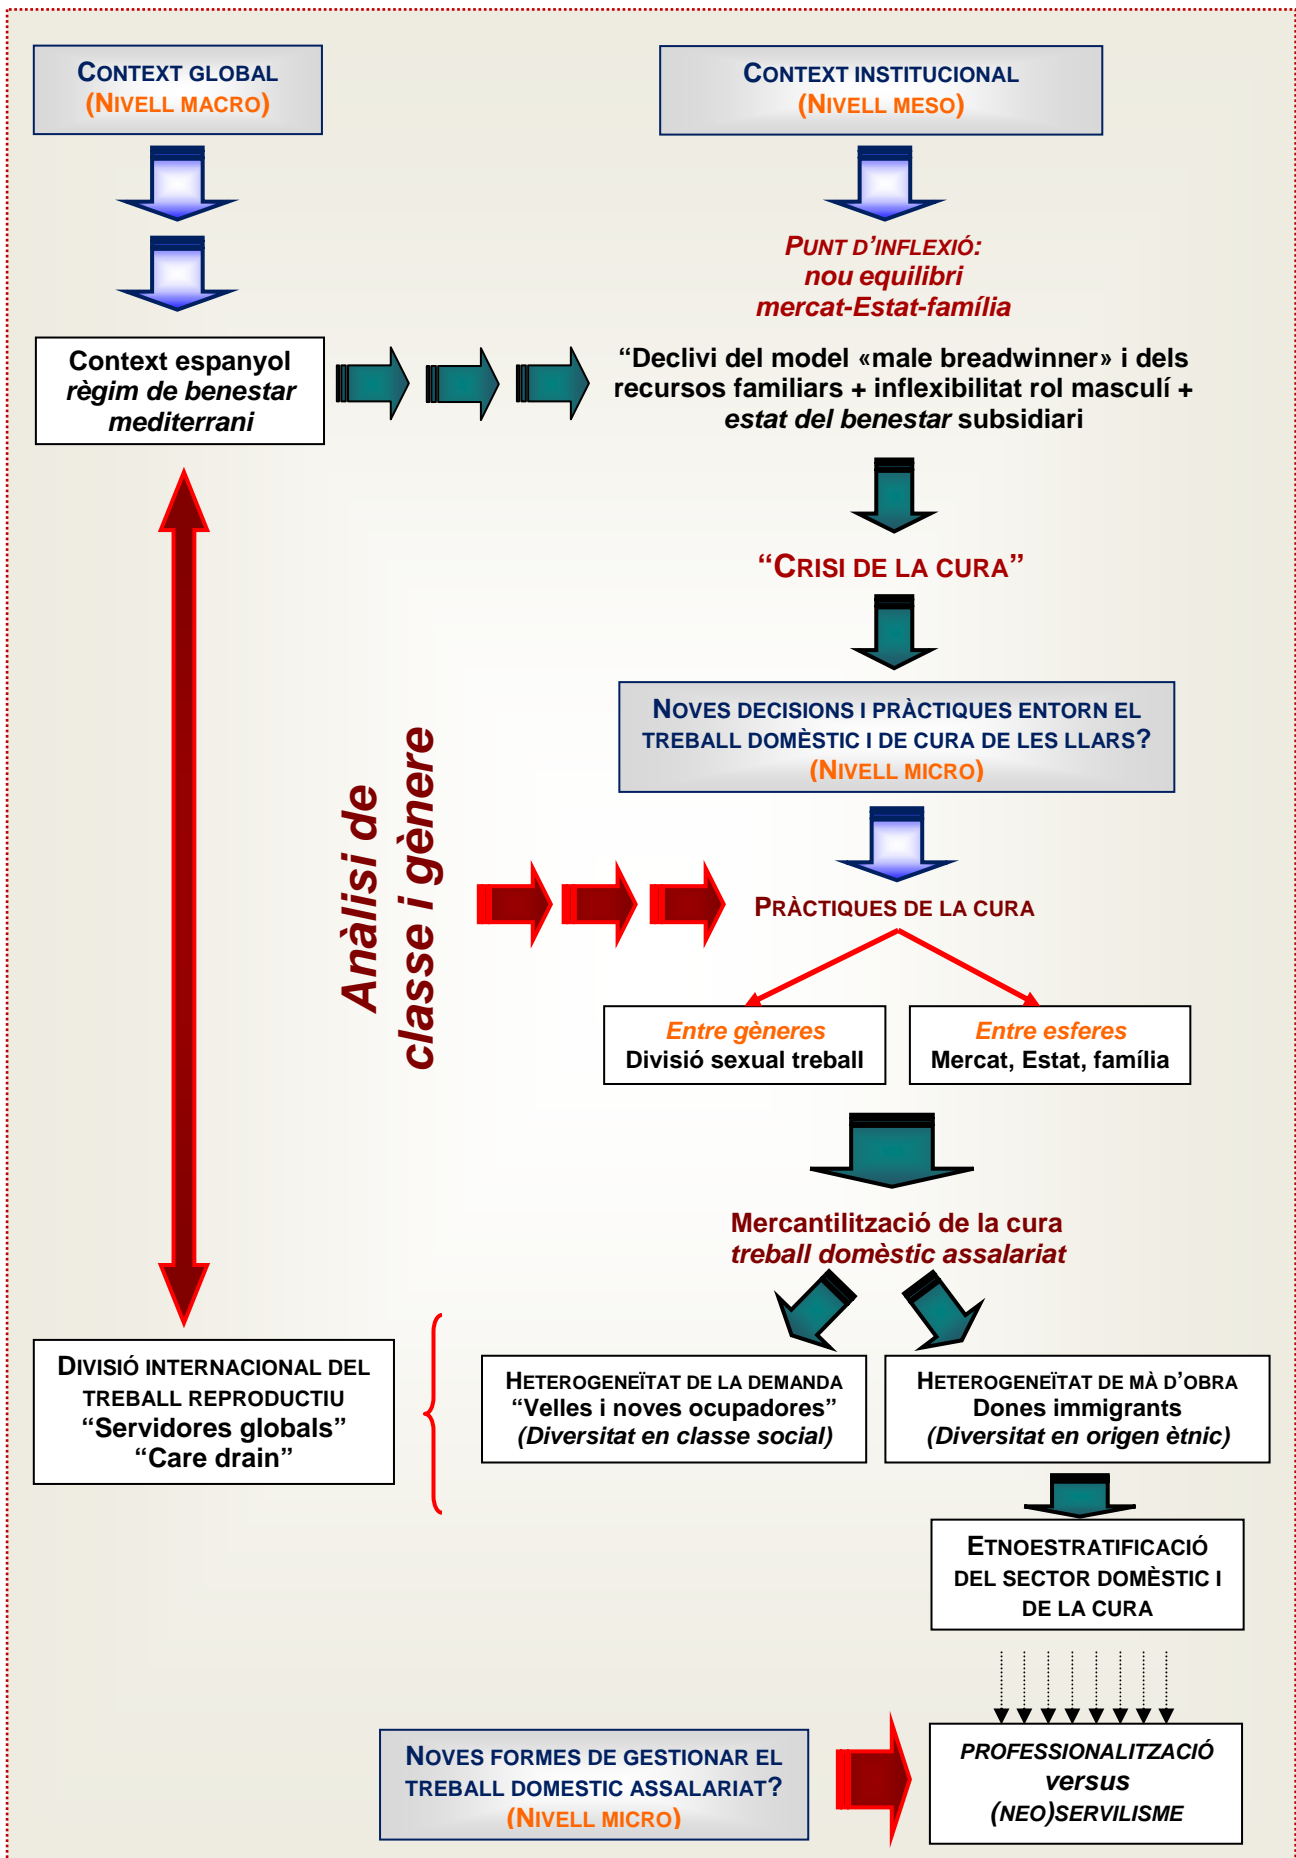 CONTEXT GLOBAL
(NIVELL MACRO)
CONTEXT INSTITUCIONAL
(NIVELL MESO)
PUNT D’INFLEXIÓ:
nou equilibri
mercat-Estat-família
Context espanyol
règim de benestar
mediterrani
“Declivi del model «male breadwinner» i dels
recursos familiars + inflexibilitat rol masculí +
estat del benestar subsidiari
“CRISI DE LA CURA”
NOVES DECISIONS I PRÀCTIQUES ENTORN EL
TREBALL DOMÈSTIC I DE CURA DE LES LLARS?
(NIVELL MICRO)
Anàlisi de
classe i gènere
PRÀCTIQUES DE LA CURA
Entre gèneres
Divisió sexual treball
Entre esferes
Mercat, Estat, família
Mercantilització de la cura
treball domèstic assalariat
DIVISIÓ INTERNACIONAL DEL
TREBALL REPRODUCTIU
“Servidores globals”
“Care drain”
HETEROGENEÏTAT DE LA DEMANDA
“Velles i noves ocupadores”
(Diversitat en classe social)
HETEROGENEÏTAT DE MÀ D’OBRA
Dones immigrants
(Diversitat en origen ètnic)
ETNOESTRATIFICACIÓ
DEL SECTOR DOMÈSTIC I
DE LA CURA
NOVES FORMES DE GESTIONAR EL
TREBALL DOMESTIC ASSALARIAT?
(NIVELL MICRO)
PROFESSIONALITZACIÓ
versus
(NEO)SERVILISME